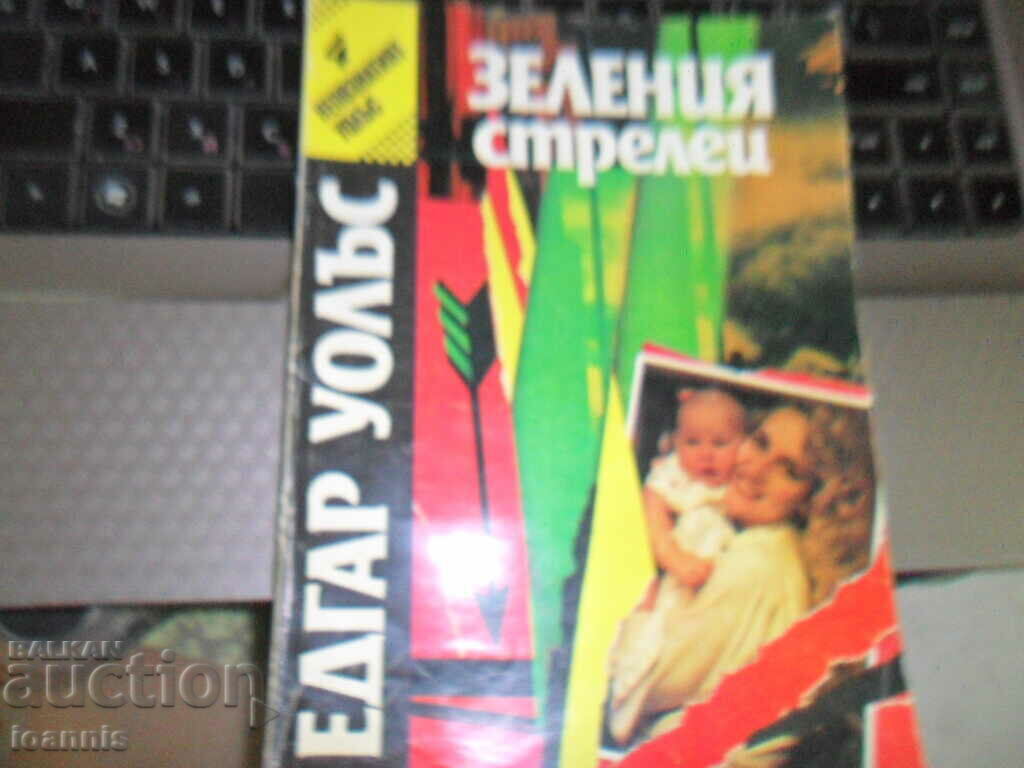 ЗЕЛЕНИЯ
стрелец
ЕДГАР УОЛЪС
BALKAN
auction
ioannis